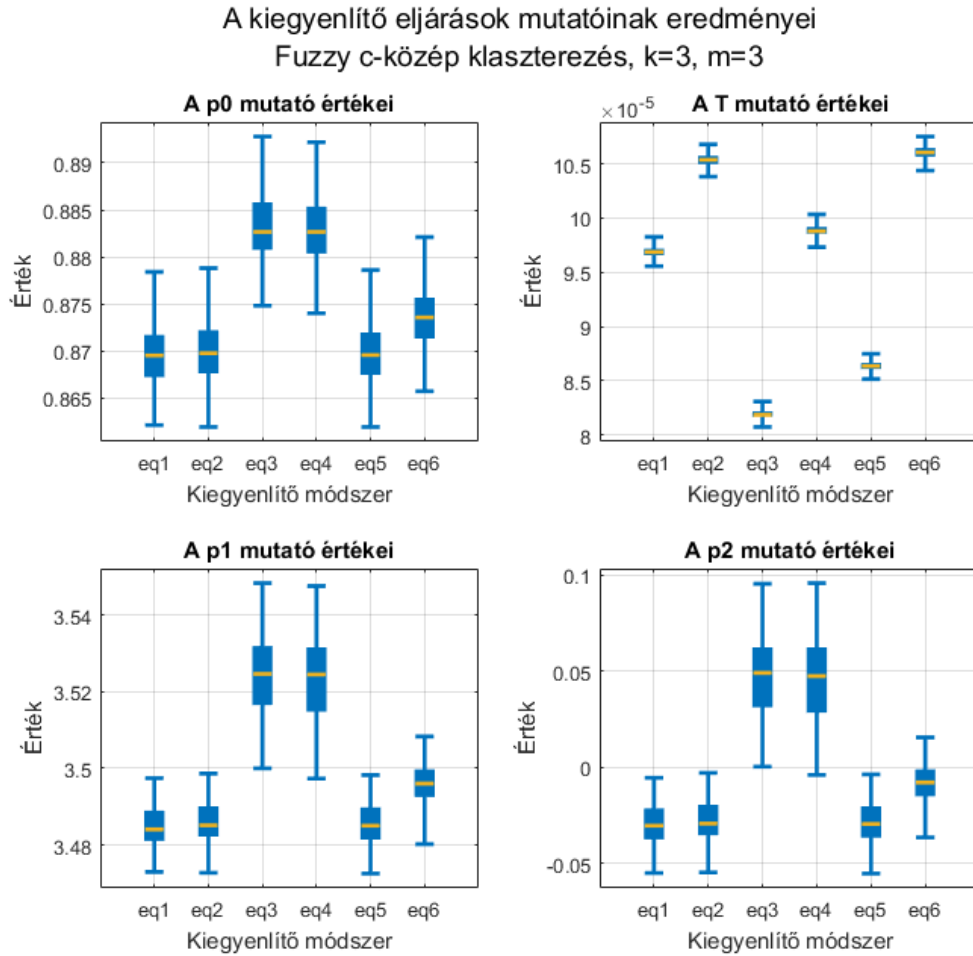 A kiegyenlítő eljárások mutatóinak eredményei
Fuzzy c-közép klaszterezés, k=3, m=3
A p0 mutató értékei
0.89
0.885
0.88
0.875
0.87
0.865
Érték
eq1 eq2 eq3 eq4 eq5 eq6
Kiegyenlítő módszer
A T mutató értékei
× 10⁻⁵
10.5
10
9.5
9
8.5
8
Érték
eq1 eq2 eq3 eq4 eq5 eq6
Kiegyenlítő módszer
A p1 mutató értékei
3.54
3.52
3.5
3.48
Érték
eq1 eq2 eq3 eq4 eq5 eq6
Kiegyenlítő módszer
A p2 mutató értékei
0.1
0.05
0
-0.05
Érték
eq1 eq2 eq3 eq4 eq5 eq6
Kiegyenlítő módszer